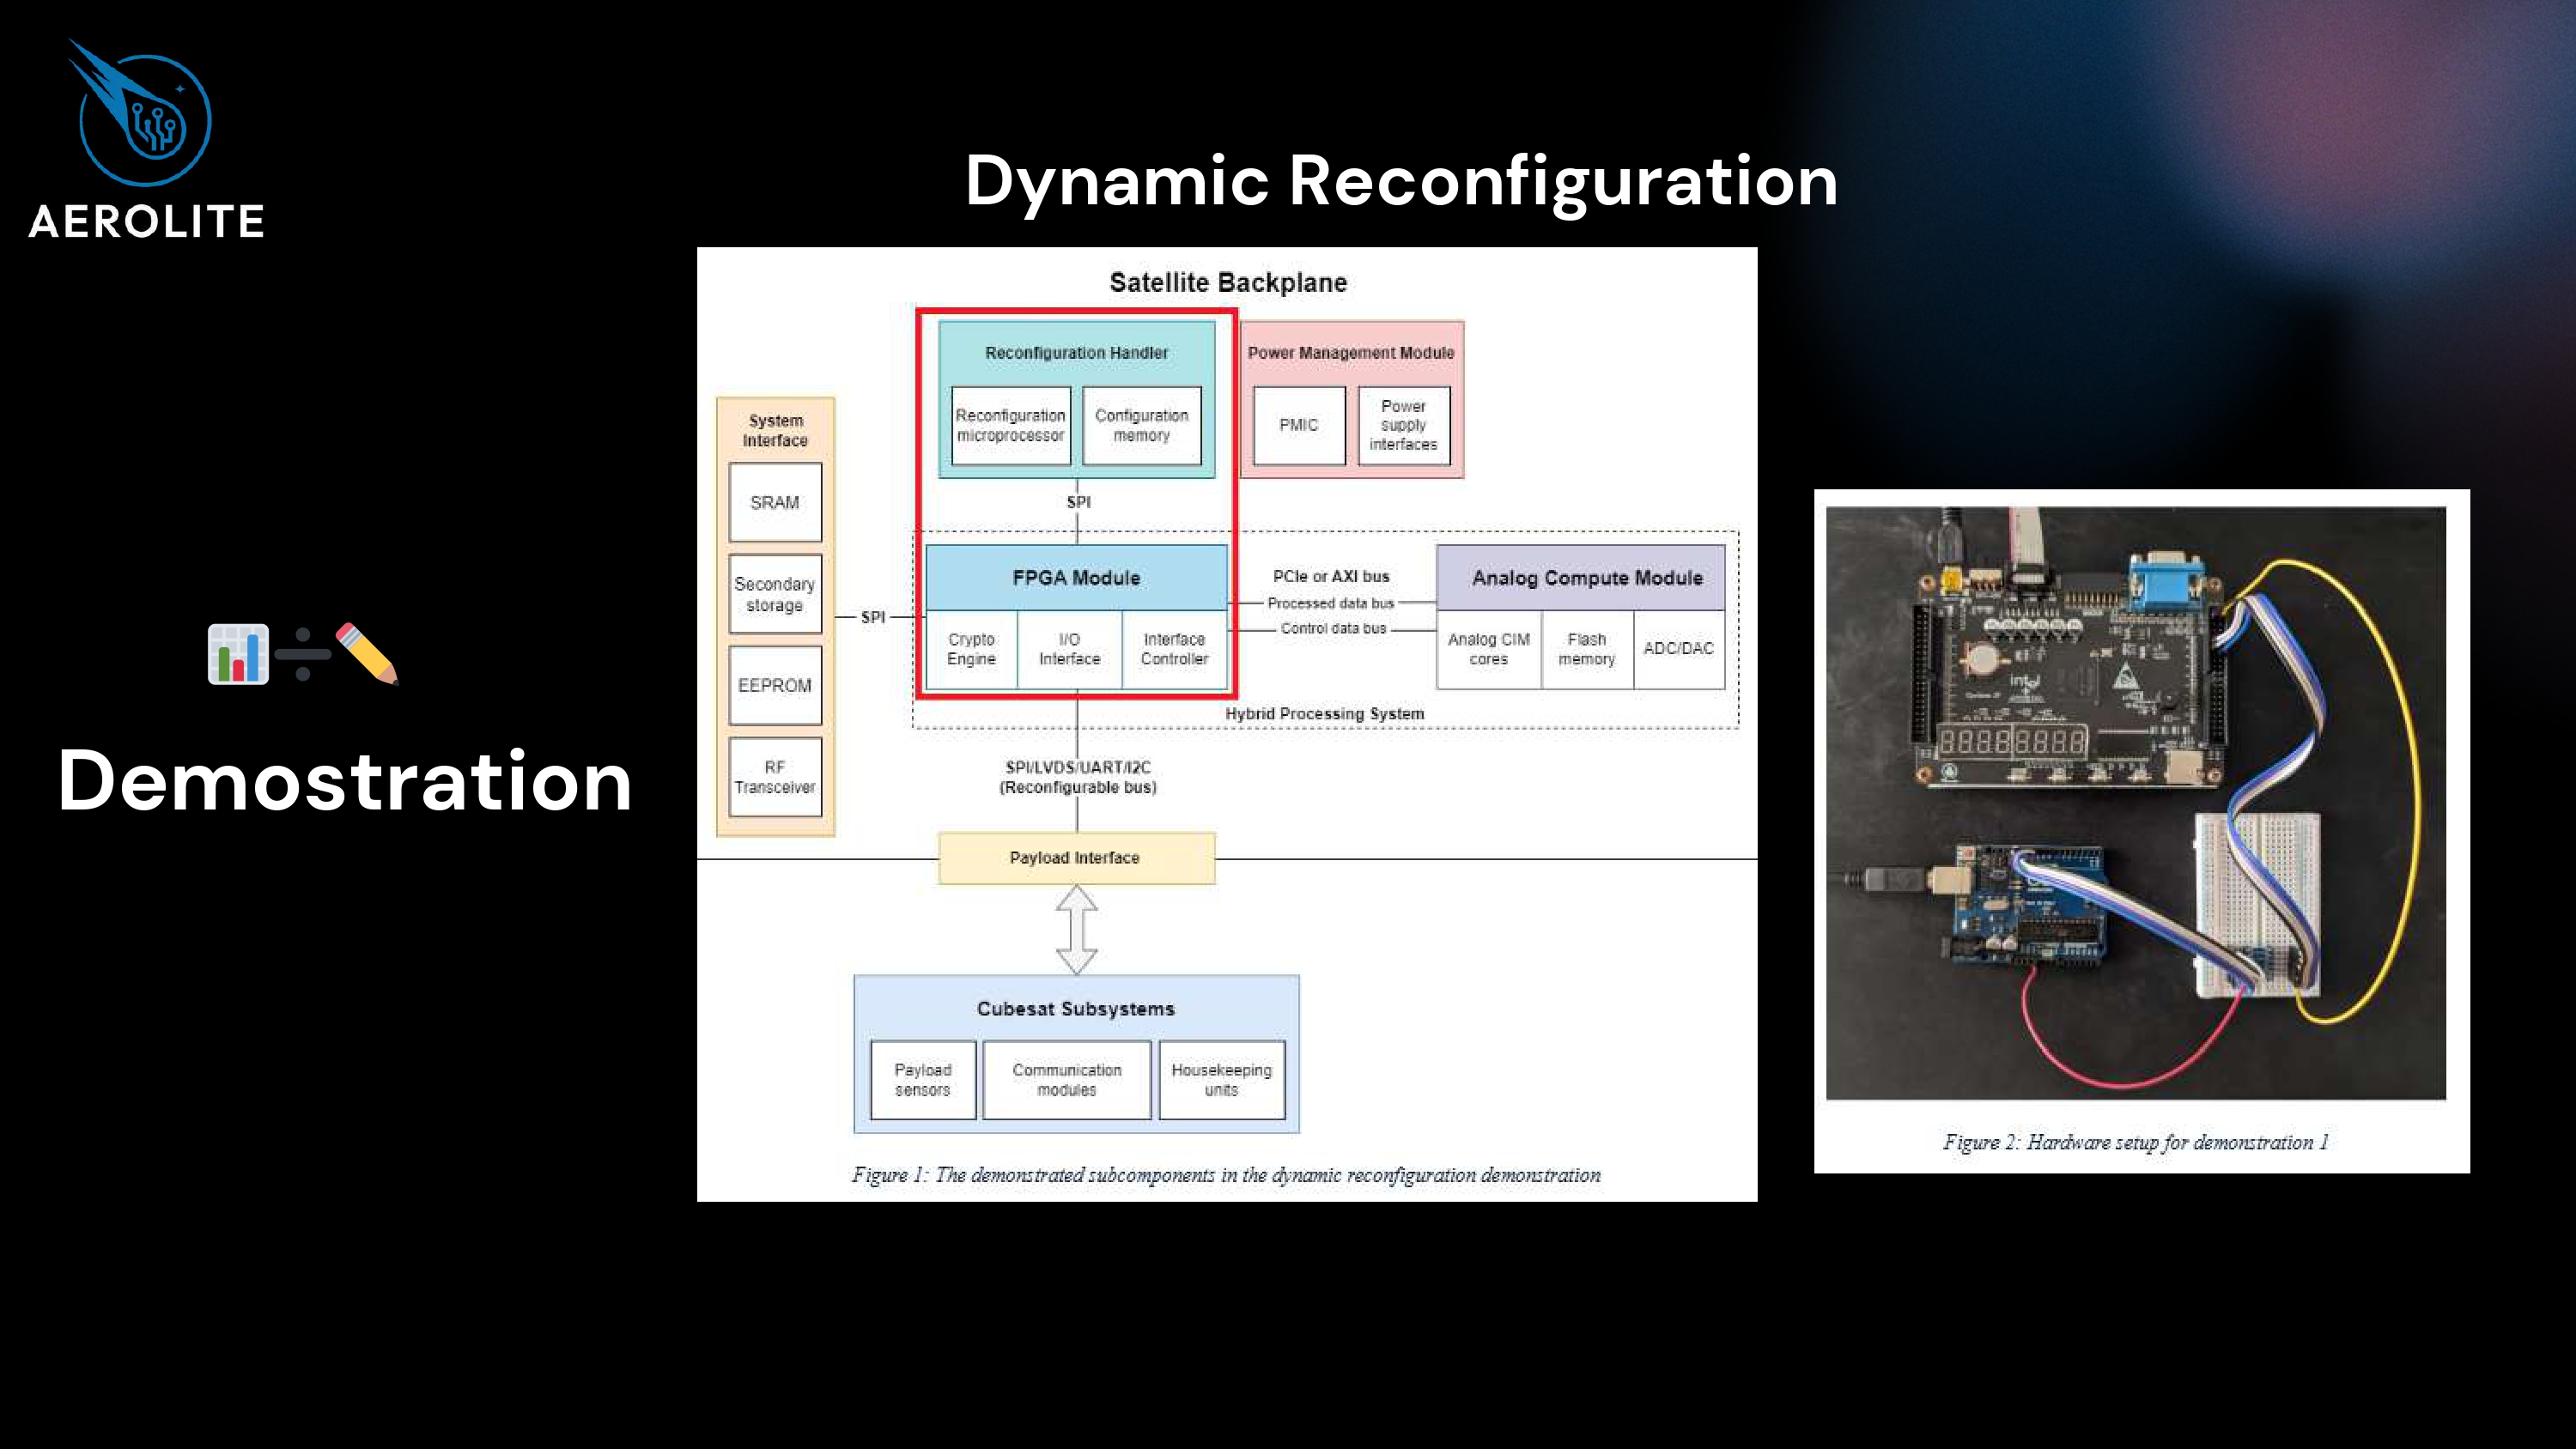 AEROLITE
Dynamic Reconfiguration
Demostration
Satellite Backplane
Reconfiguration Handler
Reconfiguration
microprocessor
Configuration
memory
Power Management Module
PMIC
Power
supply
interfaces
System
Interface
SRAM
Secondary
storage
EEPROM
RF
Transceiver
SPI
SPI
FPGA Module
Crypto
Engine
I/O
Interface
Interface
Controller
PCIe or AXI bus
Processed data bus
Control data bus
Analog Compute Module
Analog CIM
cores
Flash
memory
ADC/DAC
Hybrid Processing System
SPI/LVDS/UART/I2C
(Reconfigurable bus)
Payload Interface
Cubesat Subsystems
Payload
sensors
Communication
modules
Housekeeping
units
Figure 1: The demonstrated subcomponents in the dynamic reconfiguration demonstration
intel
Figure 2: Hardware setup for demonstration 1